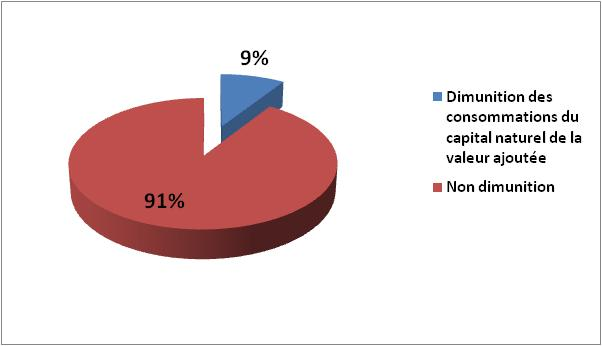 9%
91%
Dimunition des
consommations du
capital naturel de la
valeur ajoutée
Non dimunition